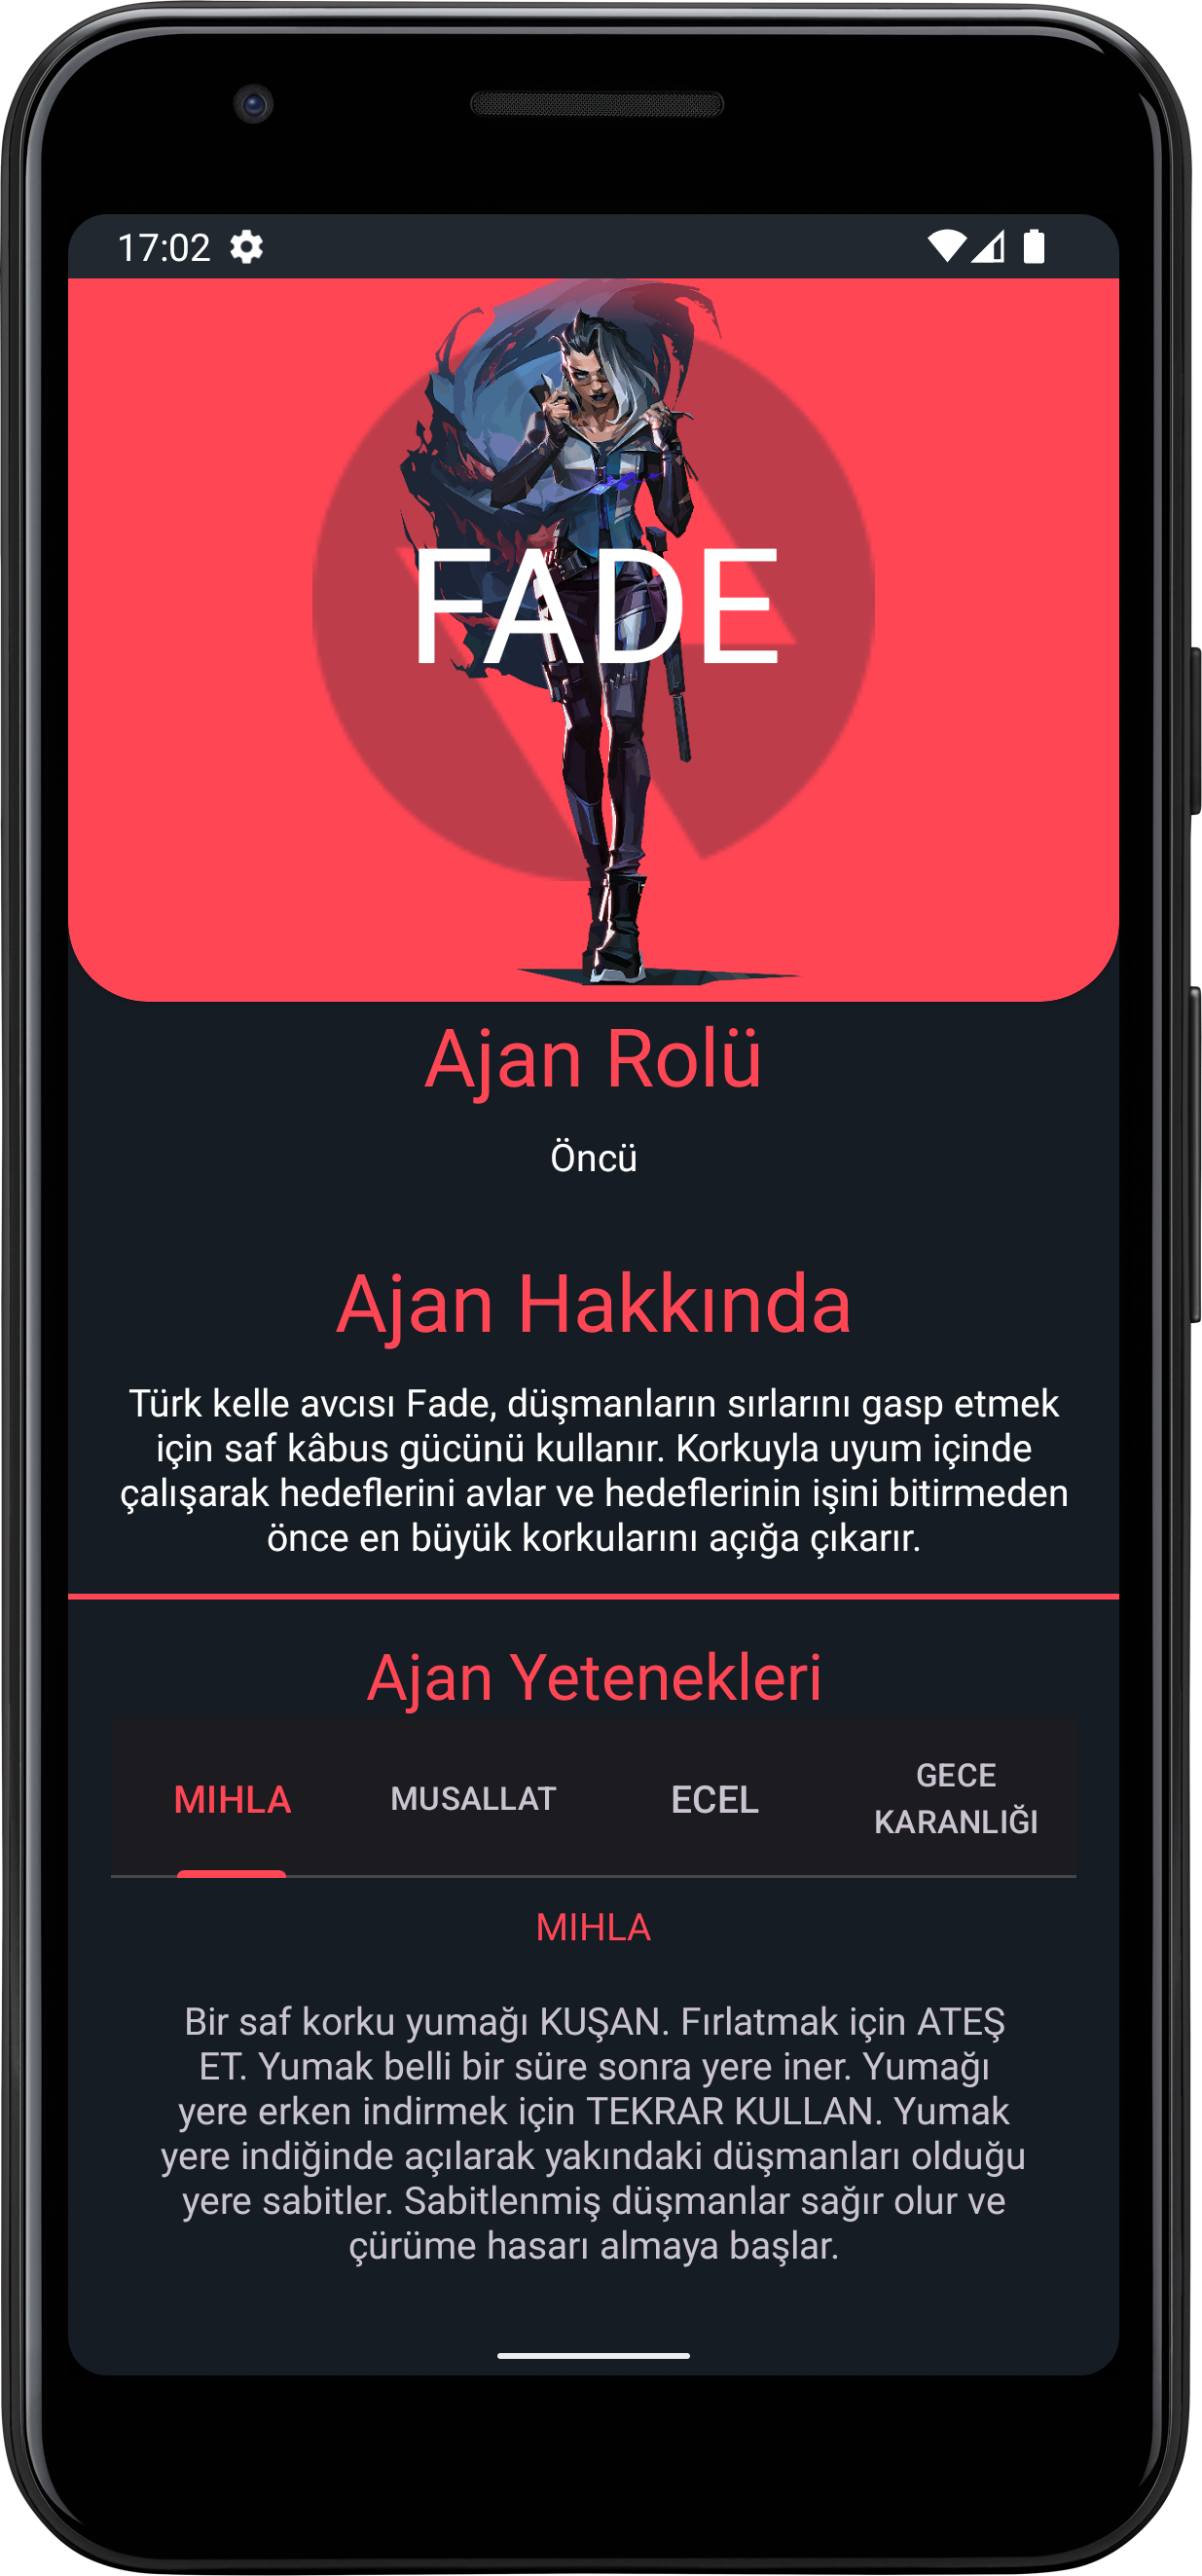 17:02
FADE
Ajan Rolü
Öncü
Ajan Hakkında
Türk kelle avcısı Fade, düşmanların sırlarını gasp etmek
için saf kâbus gücünü kullanır. Korkuyla uyum içinde
çalışarak hedeflerini avlar ve hedeflerinin işini bitirmeden
önce en büyük korkularını açığa çıkarır.
Ajan Yetenekleri
MIHLA
MUSALLAT
ECEL
GECE
KARANLIĞI
MIHLA
Bir saf korku yumağı KUŞAN. Fırlatmak için ATEŞ
ET. Yumak belli bir süre sonra yere iner. Yumağı
yere erken indirmek için TEKRAR KULLAN. Yumak
yere indiğinde açılarak yakındaki düşmanları olduğu
yere sabitler. Sabitlenmiş düşmanlar sağır olur ve
çürüme hasarı almaya başlar.